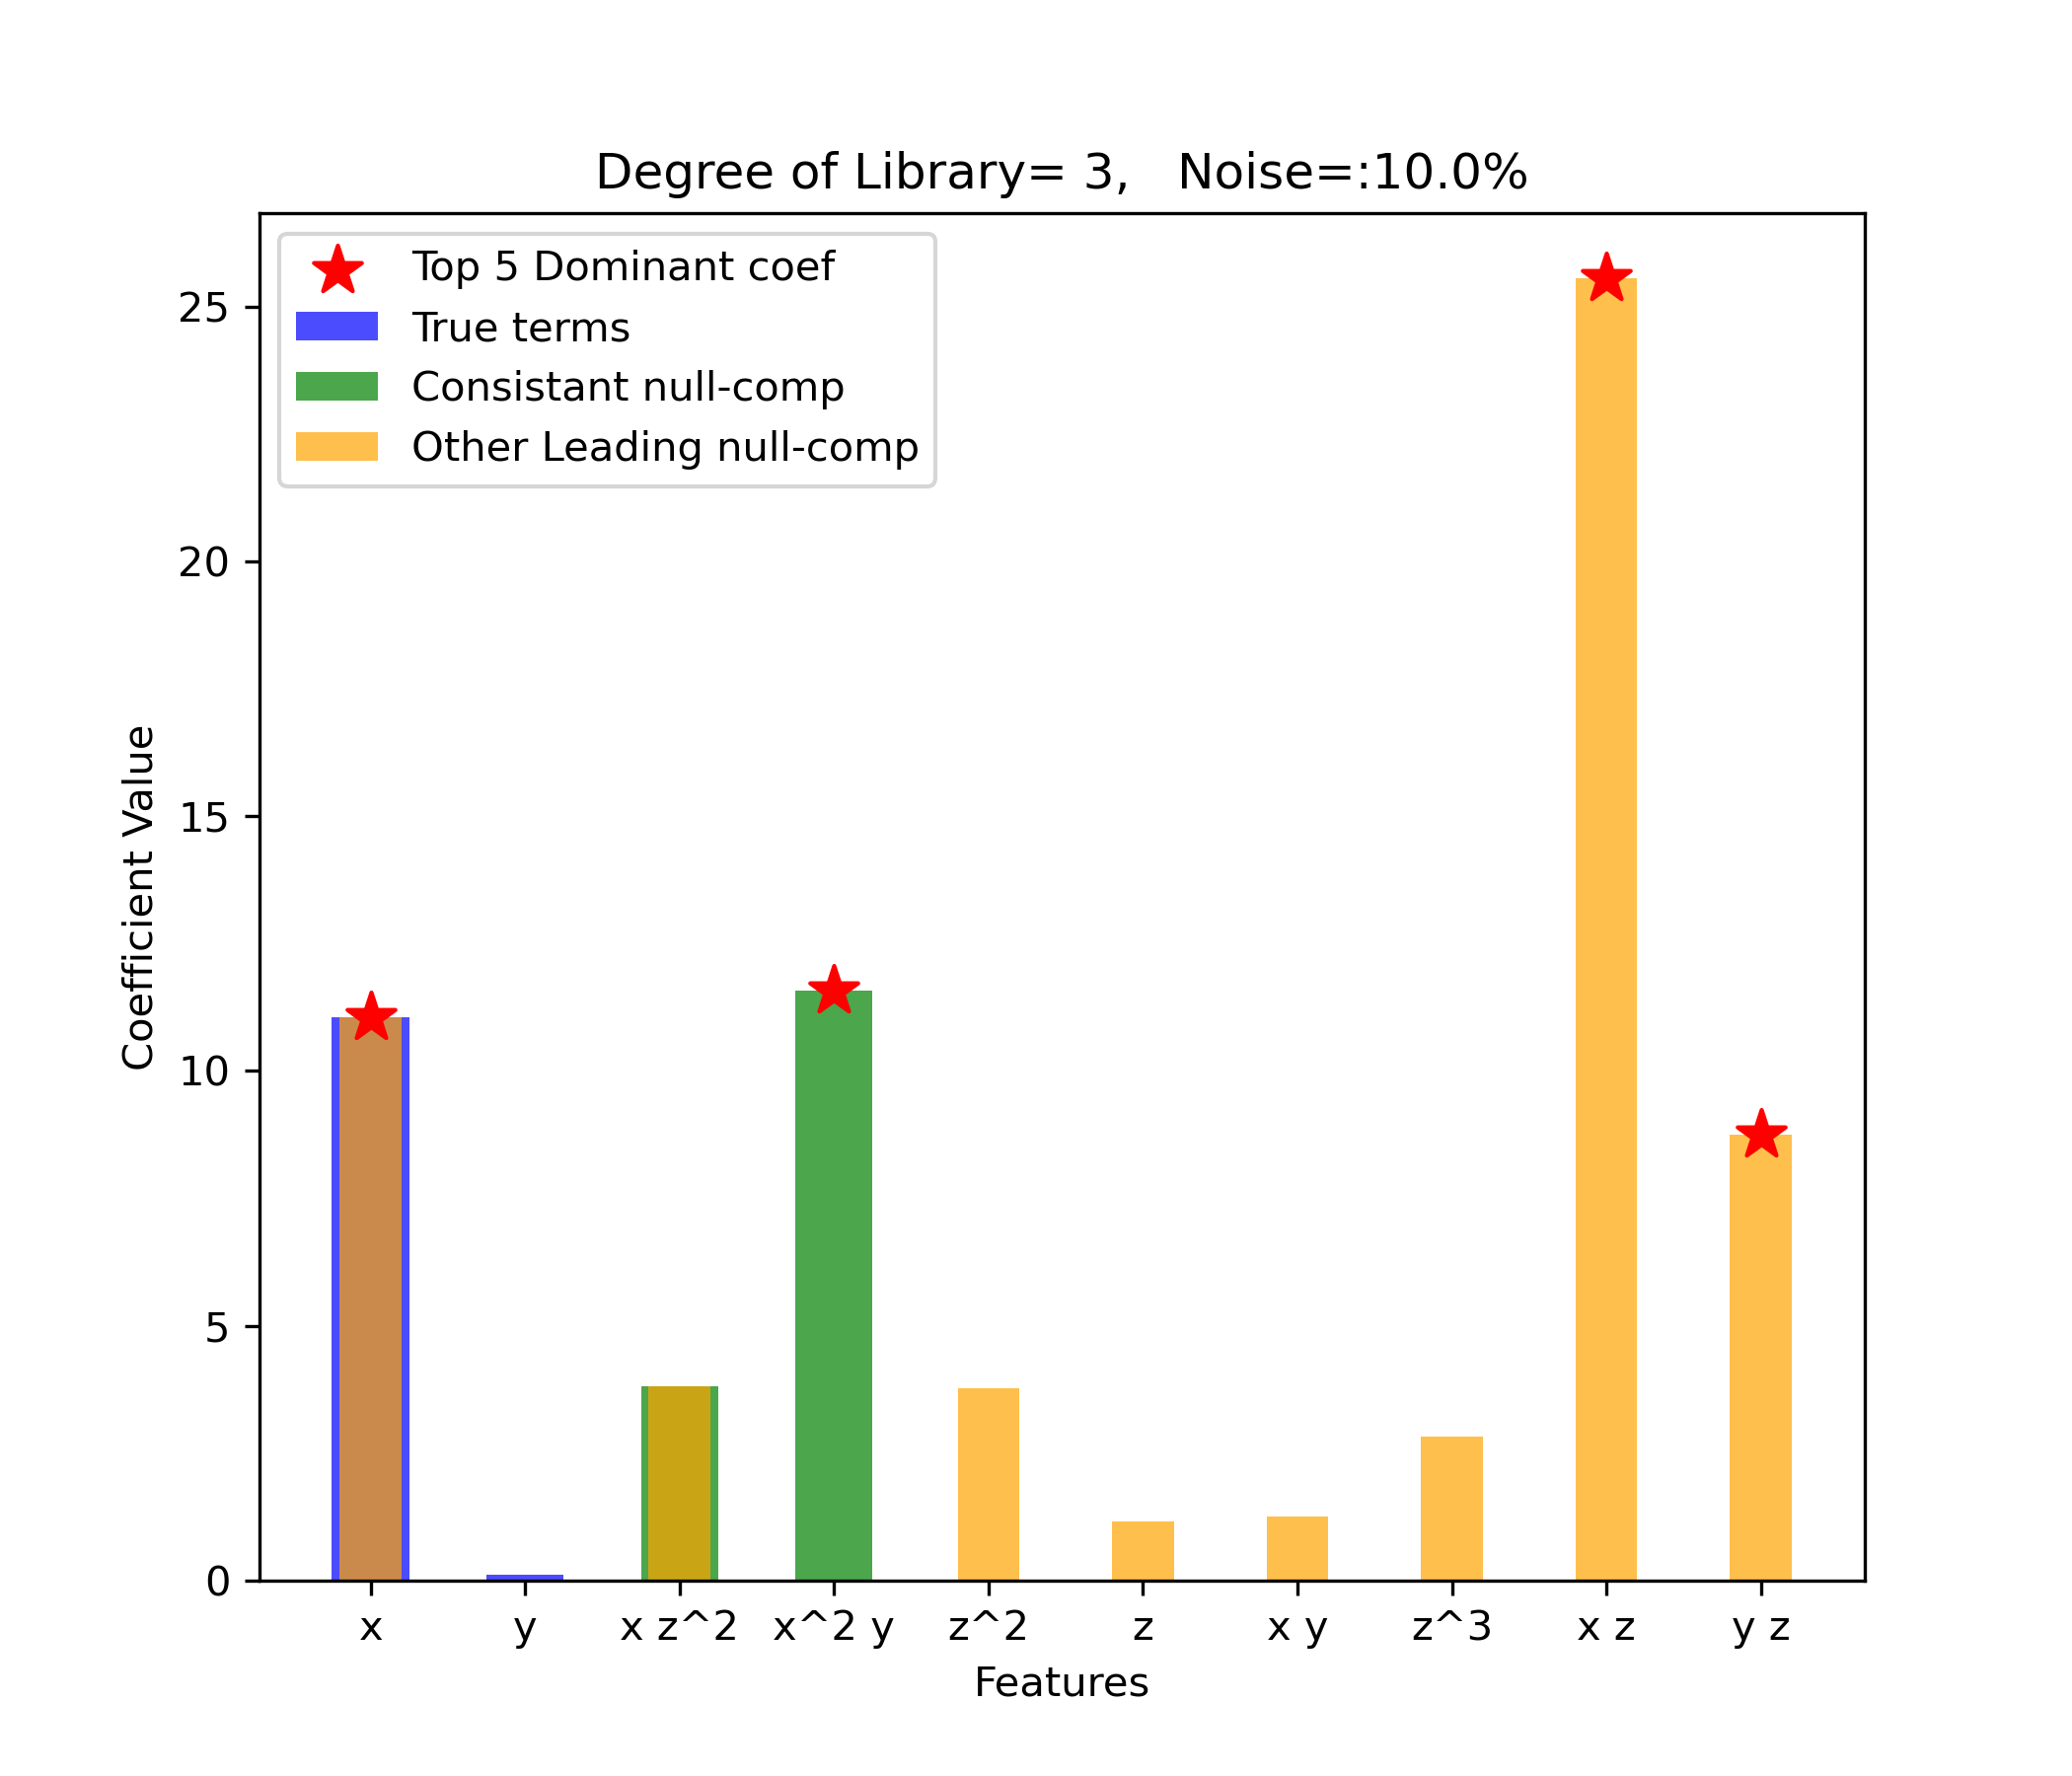 Degree of Library= 3,   Noise=:10.0%
Top 5 Dominant coef
True terms
Consistant null-comp
Other Leading null-comp
25
20
15
10
5
0
Coefficient Value
x y x z^2 x^2 y z^2 z x y z^3 x z y z
Features